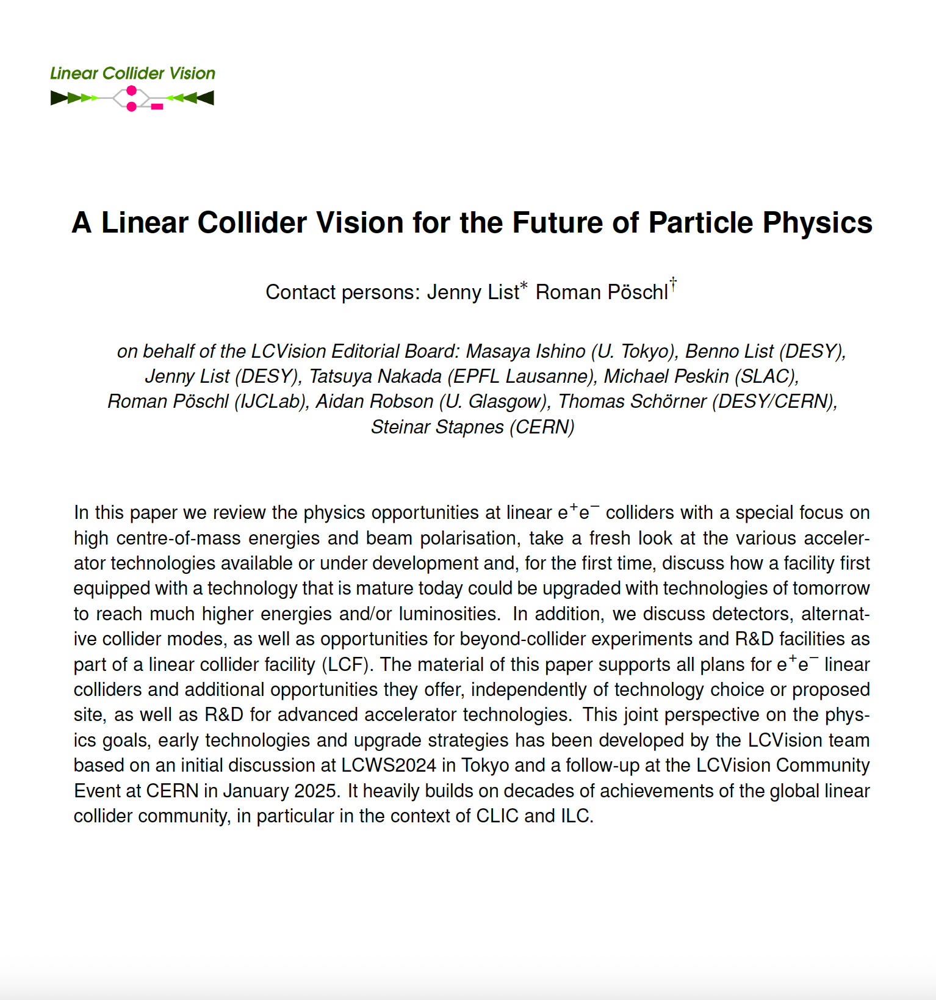 Linear Collider Vision
A Linear Collider Vision for the Future of Particle Physics
Contact persons: Jenny List* Roman Pöschl†
on behalf of the LCVision Editorial Board: Masaya Ishino (U. Tokyo), Benno List (DESY),
Jenny List (DESY), Tatsuya Nakada (EPFL Lausanne), Michael Peskin (SLAC),
Roman Pöschl (IJCLab), Aidan Robson (U. Glasgow), Thomas Schörner (DESY/CERN),
Steinar Stapnes (CERN)
In this paper we review the physics opportunities at linear e⁺e⁻ colliders with a special focus on
high centre-of-mass energies and beam polarisation, take a fresh look at the various acceler-
ator technologies available or under development and, for the first time, discuss how a facility first
equipped with a technology that is mature today could be upgraded with technologies of tomorrow
to reach much higher energies and/or luminosities. In addition, we discuss detectors, alternat-
ive collider modes, as well as opportunities for beyond-collider experiments and R&D facilities as
part of a linear collider facility (LCF). The material of this paper supports all plans for e⁺e⁻ linear
colliders and additional opportunities they offer, independently of technology choice or proposed
site, as well as R&D for advanced accelerator technologies. This joint perspective on the phys-
ics goals, early technologies and upgrade strategies has been developed by the LCVision team
based on an initial discussion at LCWS2024 in Tokyo and a follow-up at the LCVision Community
Event at CERN in January 2025. It heavily builds on decades of achievements of the global linear
collider community, in particular in the context of CLIC and ILC.